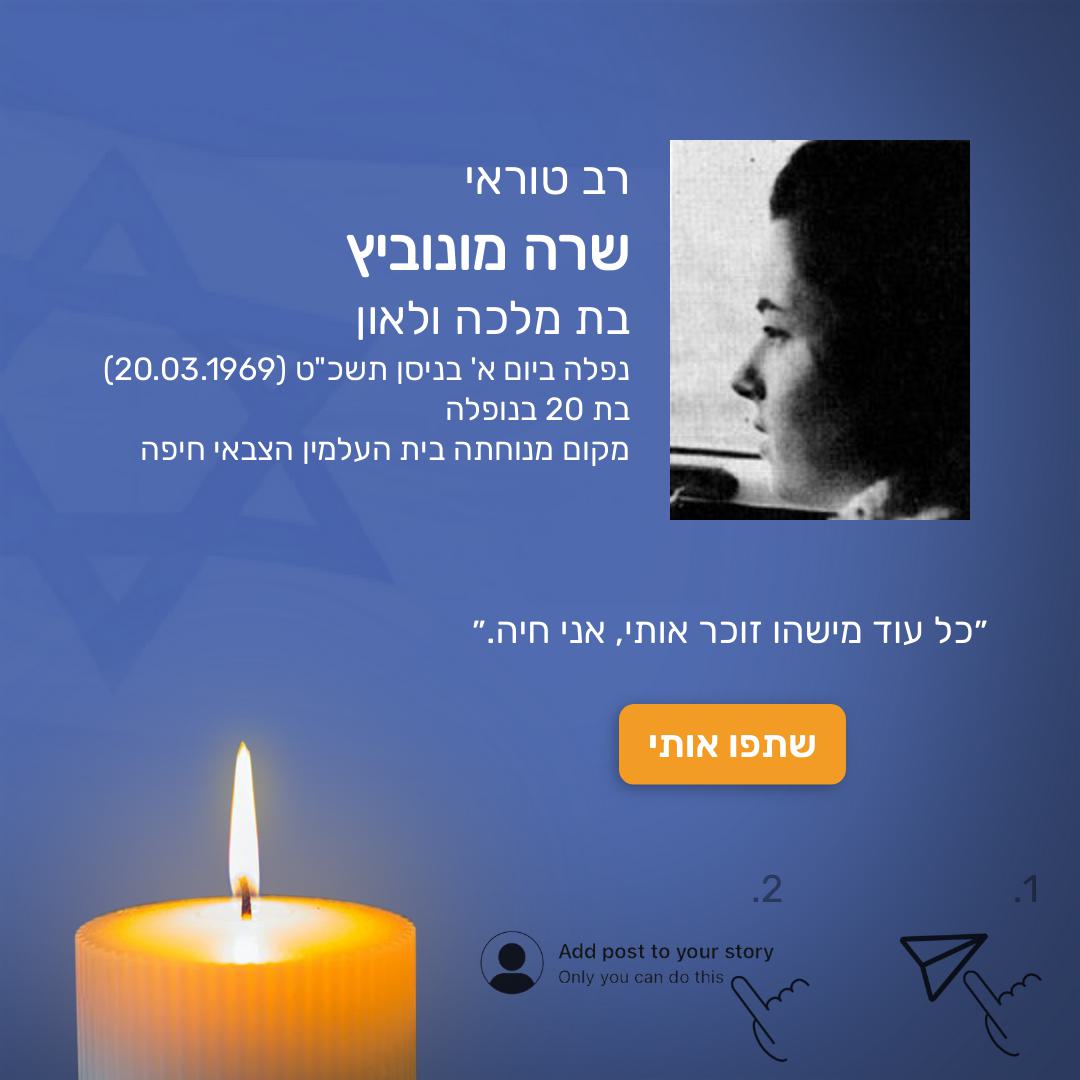 רב טוראי
שרה מונוביץ
בת מלכה ולאון
נפלה ביום א' בניסן תשכ"ט (20.03.1969)
בת 20 בנופלה
מקום מנוחתה בית העלמין הצבאי חיפה
״כל עוד מישהו זוכר אותי, אני חיה.״
שתפו אותי
1.
2.
Add post to your story
Only you can do this